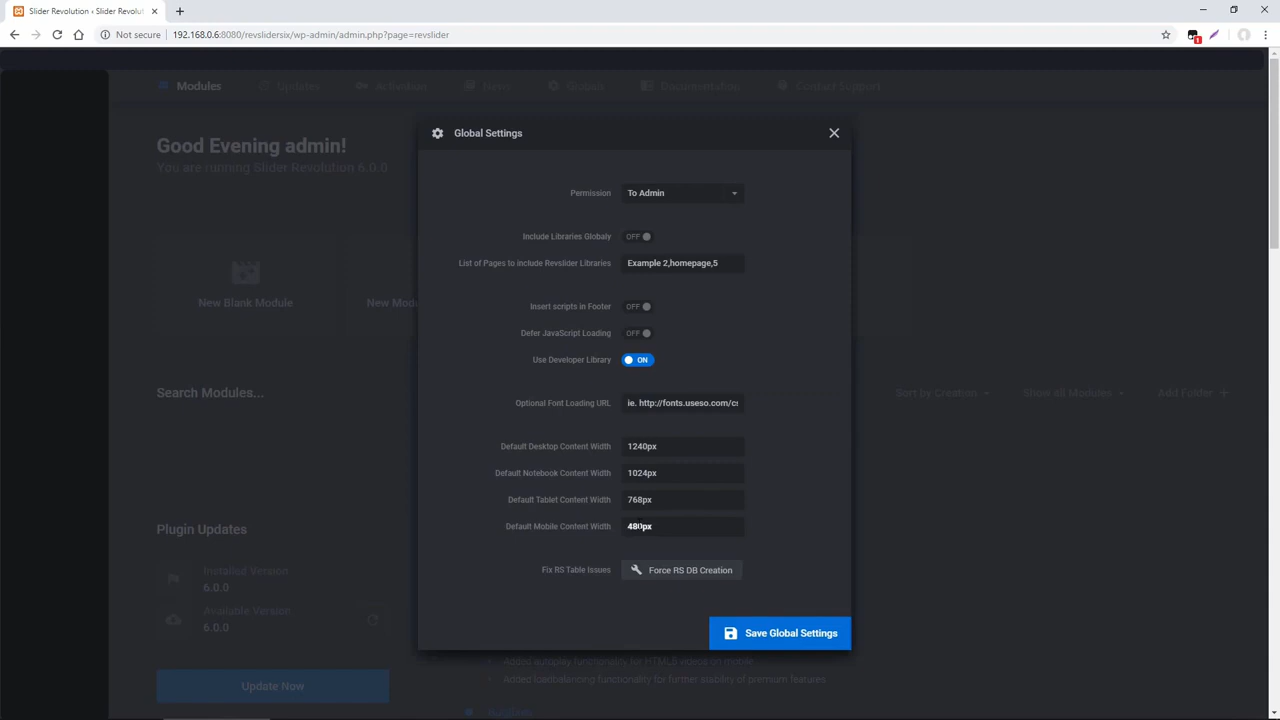 Slider Revolution ‹ Slider Revol
Not secure
192.168.0.6:8080/revslidersix/wp-admin/admin.php?page=revslider
1
Modules
Updates
Activation
News
Globals
Documentation
Contact Support
Good Evening admin!
You are running Slider Revolution 6.0.0
Global Settings
Permission
To Admin
Include Libraries Globaly
OFF
List of Pages to include Revslider Libraries
Example 2,homepage,5
New Blank Module
New Modu
Insert scripts in Footer
OFF
Defer JavaScript Loading
OFF
Use Developer Library
ON
Search Modules...
Sort by Creation
Show all Modules
Add Folder
Optional Font Loading URL
ie. http://fonts.useso.com/cs
Default Desktop Content Width
1240px
Default Notebook Content Width
1024px
Default Tablet Content Width
768px
Default Mobile Content Width
480px
Plugin Updates
Installed Version
6.0.0
Available Version
6.0.0
Fix RS Table Issues
Force RS DB Creation
Save Global Settings
Update Now
Added autoplay functionality for HTML5 videos on mobile
Added loadbalancing functionality for further stability of premium features